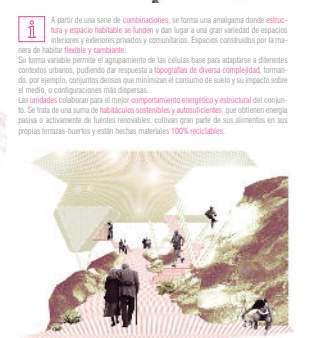 A partir de una serie de combinaciones, se forma una amalgama donde estruc-
tura y espacio habitable se funden y dan lugar a una gran variedad de espacios
interiores y exteriores privados y comunitarios. Espacios construidos por la ma-
nera de habitar flexible y cambiante.
Su forma variable permite el agrupamiento de las células base para adaptarse a diferentes
contextos urbanos, pudiendo dar respuesta a topografías de diversa complejidad, forman-
do, por ejemplo, conjuntos densos que minimizan el consumo de suelo y su impacto sobre
el medio, o configuraciones más dispersas.
Las unidades colaboran para el mejor comportamiento energético y estructural del conjun-
to. Se trata de una suma de habitáculos sostenibles y autosuficientes, que obtienen energía
pasiva o activamente de fuentes renovables, cultivan gran parte de sus alimentos en sus
propias terrazas-huertos y están hechas materiales 100% reciclables.